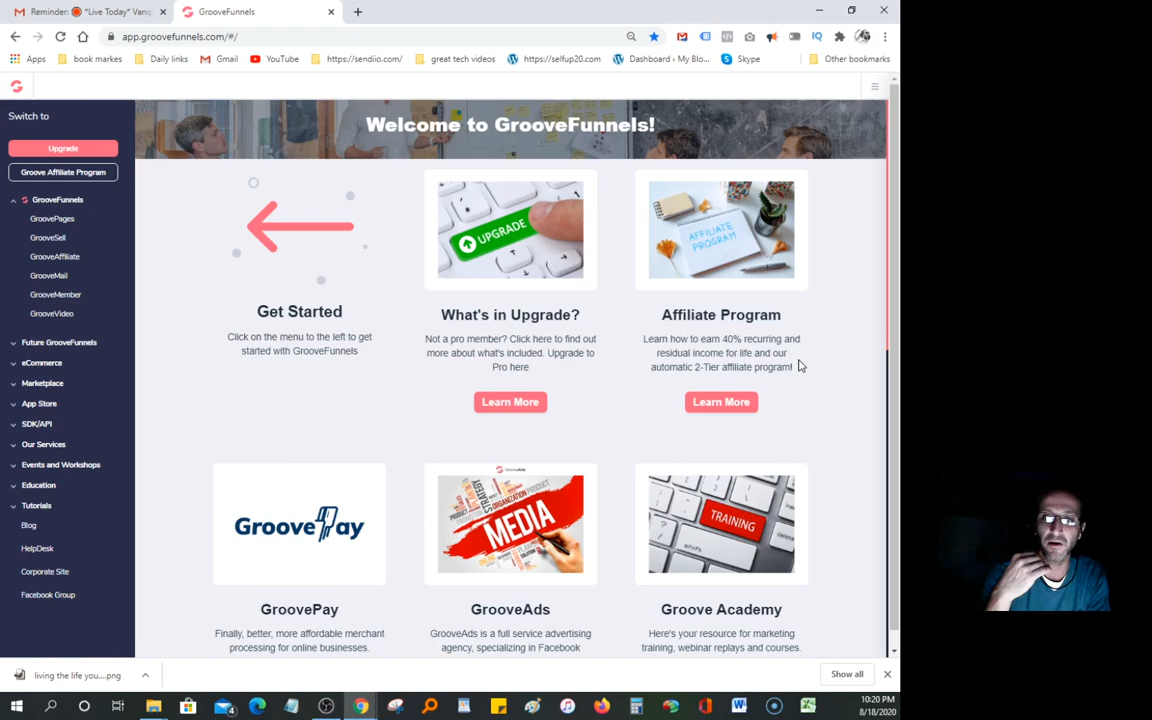 Reminder: *Live Today* Vanq
GrooveFunnels
app.groovefunnels.com/#/
Apps
book markes
Daily links
Gmail
YouTube
https://sendiio.com/
great tech videos
https://selfup20.com
Dashboard ‹ My Blo...
Skype
Other bookmarks
Welcome to GrooveFunnels!
Switch to
Upgrade
Groove Affiliate Program
GrooveFunnels
GroovePages
GrooveSell
GrooveAffiliate
GrooveMail
GrooveMember
GrooveVideo
Future GrooveFunnels
eCommerce
Marketplace
App Store
SDK/API
Our Services
Events and Workshops
Education
Tutorials
Blog
HelpDesk
Corporate Site
Facebook Group
Get Started
Click on the menu to the left to get
started with GrooveFunnels
UPGRADE
What's in Upgrade?
Not a pro member? Click here to find out
more about what's included. Upgrade to
Pro here
Learn More
AFFILIATE
PROGRAM
Affiliate Program
Learn how to earn 40% recurring and
residual income for life and our
automatic 2-Tier affiliate program!
Learn More
GroovePay
GroovePay
Finally, better, more affordable merchant
processing for online businesses.
GrooveAds
STRATEGY
MEDIA
GrooveAds
GrooveAds is a full service advertising
agency, specializing in Facebook
TRAINING
shift
Groove Academy
Here's your resource for marketing
training, webinar replays and courses.
living the life you....png
Show all
10:20 PM
8/18/2020